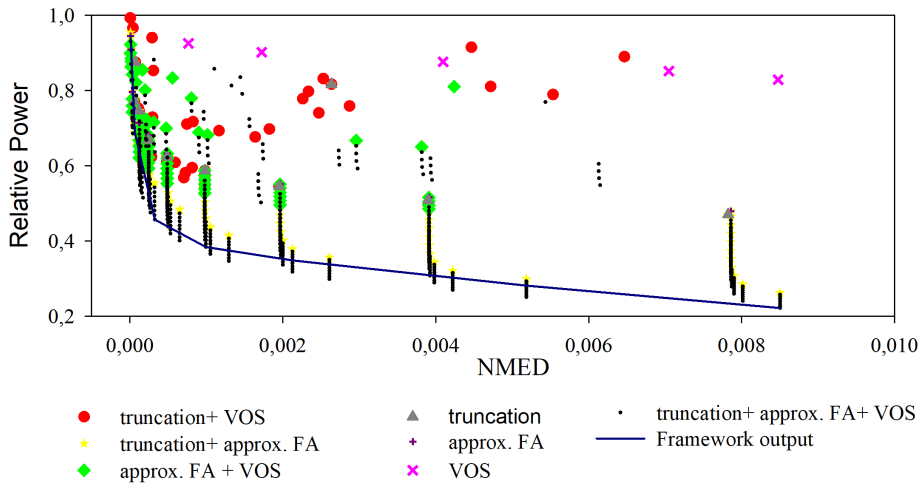 1,0
0,8
0,6
0,4
0,2
Relative Power
0,000
0,002
0,004
0,006
0,008
0,010
NMED
truncation+ VOS
truncation
truncation+ approx. FA+ VOS
truncation+ approx. FA
approx. FA
Framework output
approx. FA + VOS
VOS